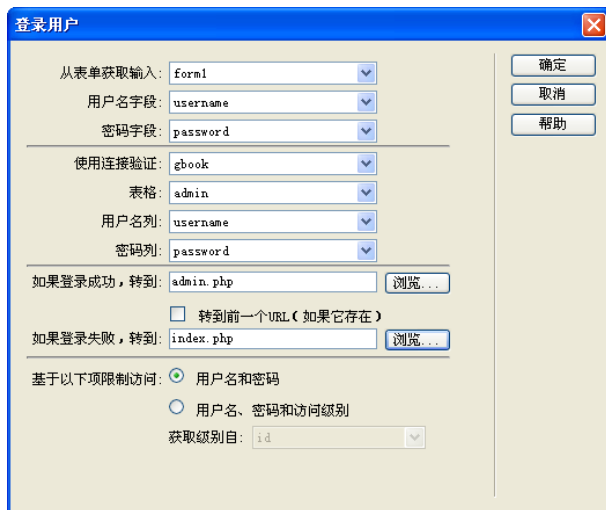 登录用户
从表单获取输入: form1
用户名字段: username
密码字段: password
使用连接验证: gbook
表格: admin
用户名列: username
密码列: password
如果登录成功，转到: admin.php 浏览...
转到前一个URL(如果它存在)
如果登录失败，转到: index.php 浏览...
基于以下项限制访问: 用户名和密码
用户名、密码和访问级别
获取级别自: id
确定
取消
帮助